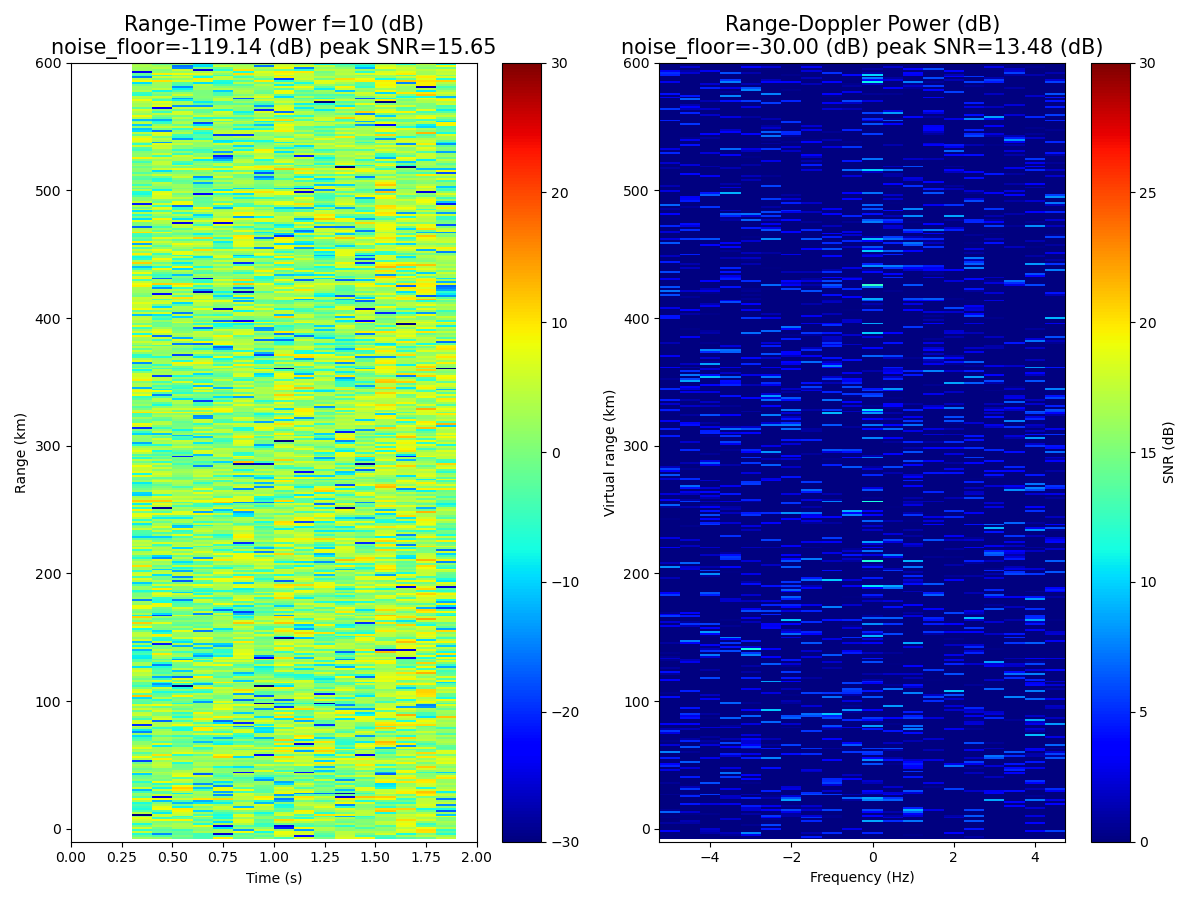 Range-Time Power f=10 (dB)
noise_floor=-119.14 (dB) peak SNR=15.65
600
500
400
300
200
100
0
Range (km)
0.00 0.25 0.50 0.75 1.00 1.25 1.50 1.75 2.00
Time (s)
30
20
10
0
−10
−20
−30
Range-Doppler Power (dB)
noise_floor=-30.00 (dB) peak SNR=13.48 (dB)
600
500
400
300
200
100
0
Virtual range (km)
−4 −2 0 2 4
Frequency (Hz)
30
25
20
15
10
5
0
SNR (dB)